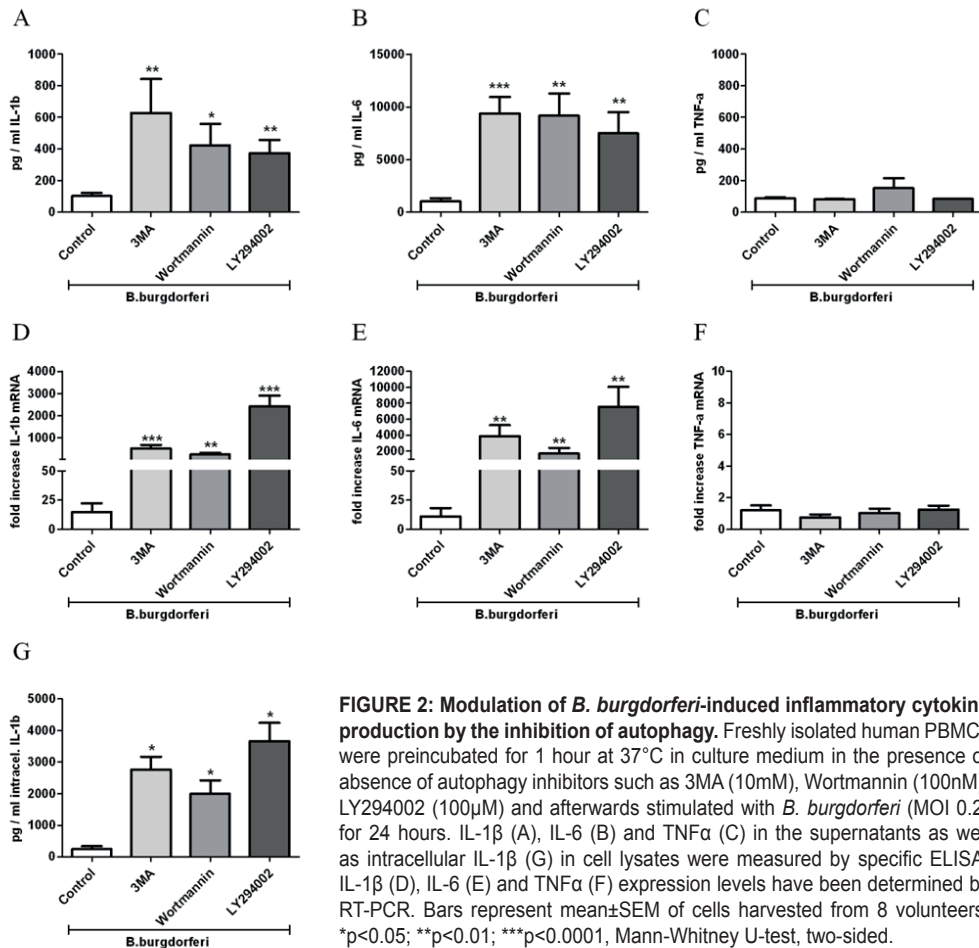 A
B
C
1000
800
600
400
200
0
pg / ml IL-1b
**
*
**
Control
3MA
Wortmannin
LY294002
B.burgdorferi
15000
10000
5000
0
pg / ml IL-6
***
**
**
Control
3MA
Wortmannin
LY294002
B.burgdorferi
1000
800
600
400
200
0
pg / ml TNF-a
Control
3MA
Wortmannin
LY294002
B.burgdorferi
D
E
F
4000
3000
2000
1000
50
25
0
fold increase IL-1b mRNA
***
**
***
Control
3MA
Wortmannin
LY294002
B.burgdorferi
12000
10000
8000
6000
4000
2000
50
25
0
fold increase IL-6 mRNA
**
**
**
Control
3MA
Wortmannin
LY294002
B.burgdorferi
10
8
6
4
2
0
fold increase TNF-a mRNA
Control
3MA
Wortmannin
LY294002
B.burgdorferi
G
5000
4000
3000
2000
1000
0
pg / ml intracel. IL-1b
*
*
*
Control
3MA
Wortmannin
LY294002
B.burgdorferi
FIGURE 2: Modulation of B. burgdorferi-induced inflammatory cytokin
production by the inhibition of autophagy. Freshly isolated human PBMC
were preincubated for 1 hour at 37°C in culture medium in the presence o
absence of autophagy inhibitors such as 3MA (10mM), Wortmannin (100nM
LY294002 (100µM) and afterwards stimulated with B. burgdorferi (MOI 0.2
for 24 hours. IL-1β (A), IL-6 (B) and TNFα (C) in the supernatants as we
as intracellular IL-1β (G) in cell lysates were measured by specific ELISA
IL-1β (D), IL-6 (E) and TNFα (F) expression levels have been determined b
RT-PCR. Bars represent mean±SEM of cells harvested from 8 volunteers
*p<0.05; **p<0.01; ***p<0.0001, Mann-Whitney U-test, two-sided.